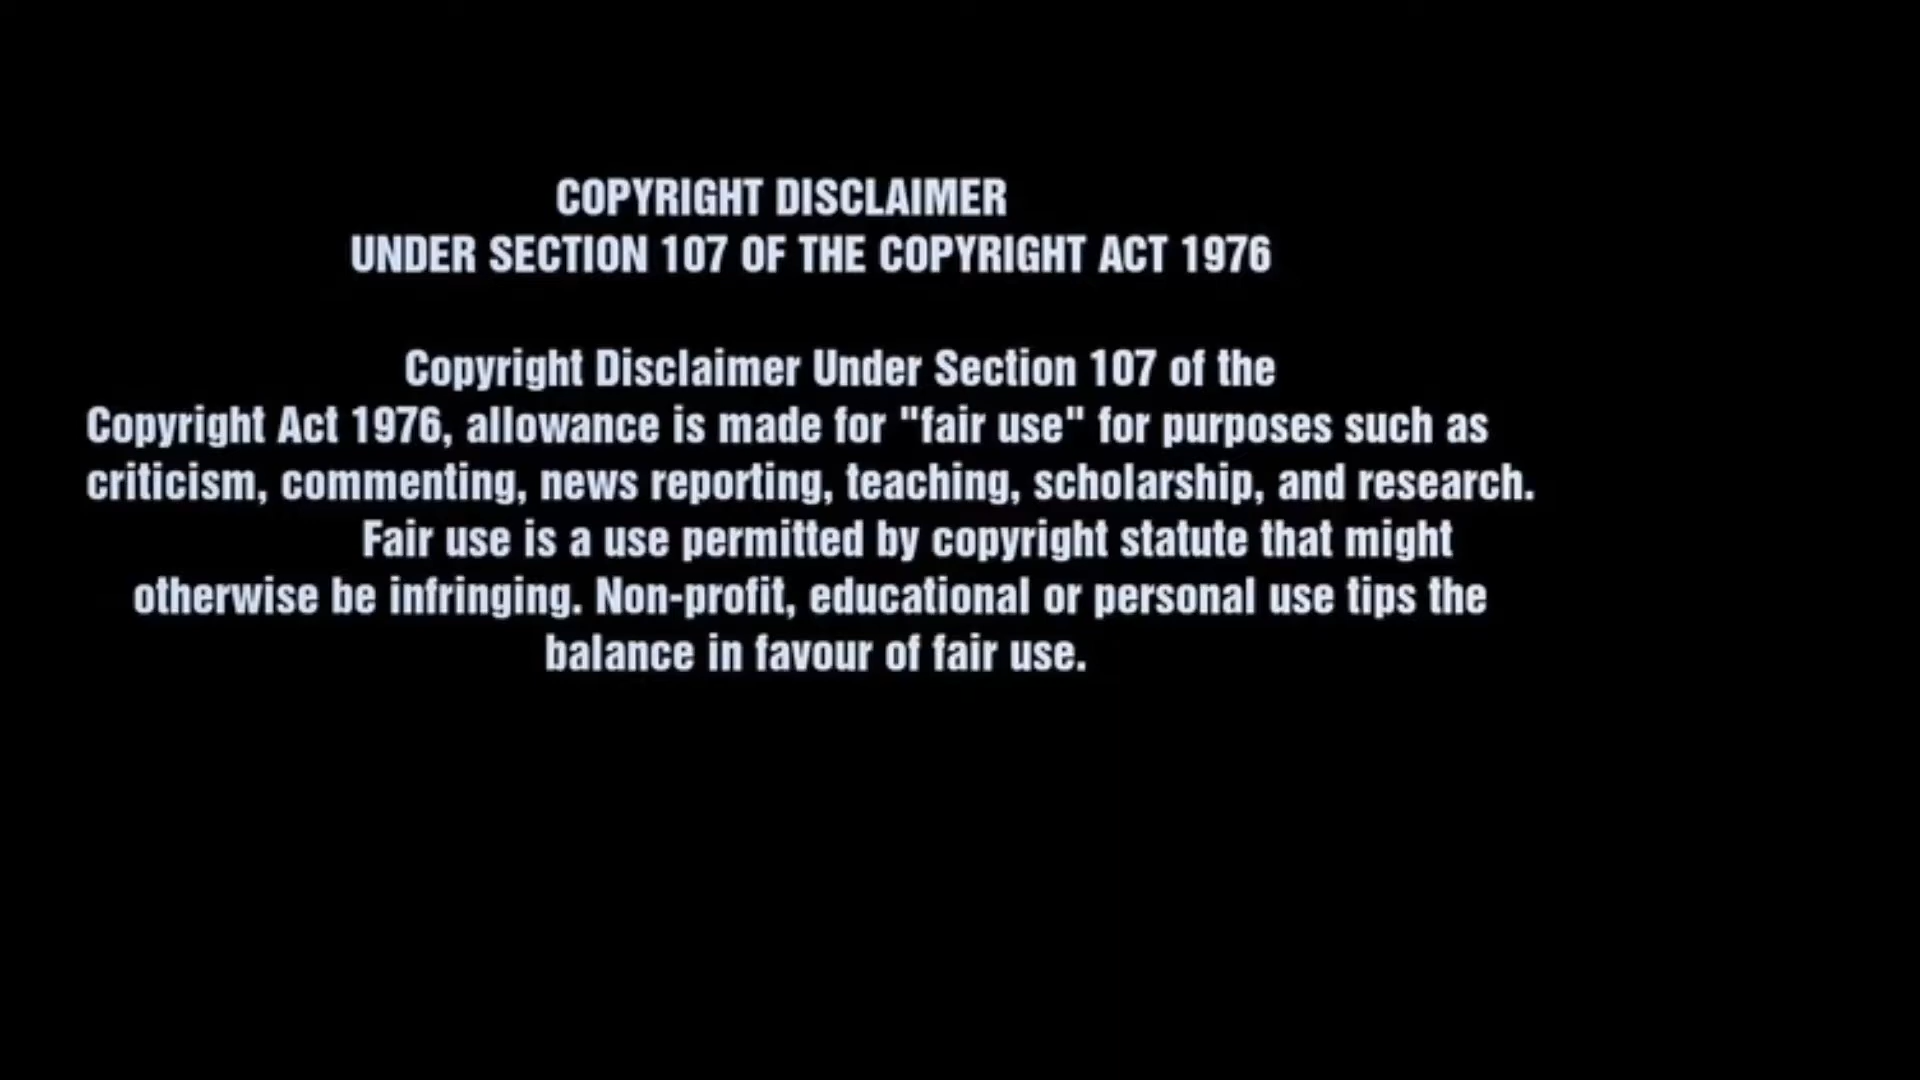 COPYRIGHT DISCLAIMER
UNDER SECTION 107 OF THE COPYRIGHT ACT 1976
Copyright Disclaimer Under Section 107 of the
Copyright Act 1976, allowance is made for "fair use" for purposes such as
criticism, commenting, news reporting, teaching, scholarship, and research.
Fair use is a use permitted by copyright statute that might
otherwise be infringing. Non-profit, educational or personal use tips the
balance in favour of fair use.